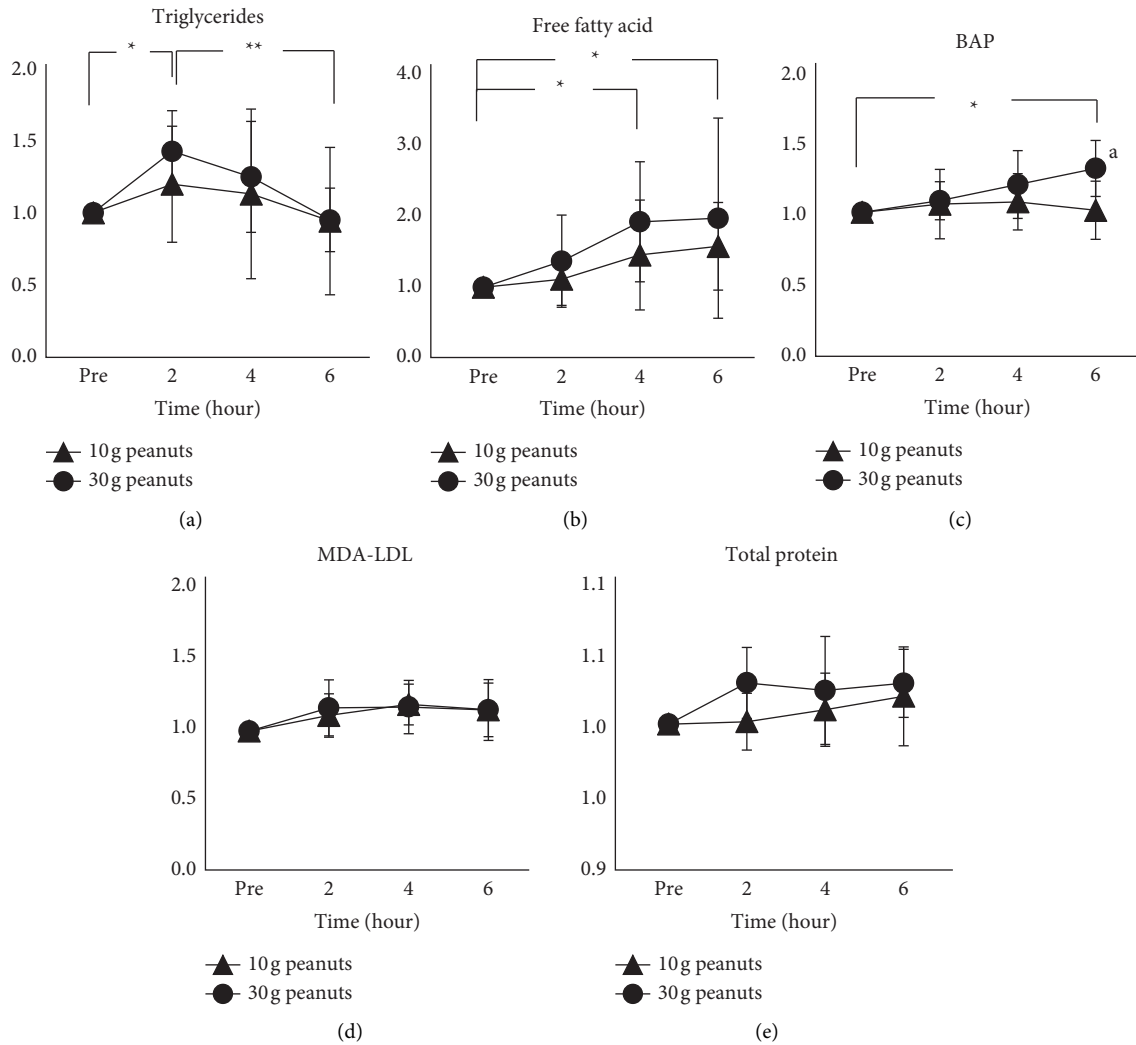 Triglycerides
*
**
2.0
1.5
1.0
0.5
0.0
Pre 2 4 6
Time (hour)
10 g peanuts
30 g peanuts
(a)
Free fatty acid
*
*
4.0
3.0
2.0
1.0
0.0
Pre 2 4 6
Time (hour)
10 g peanuts
30 g peanuts
(b)
BAP
*
a
2.0
1.5
1.0
0.5
0.0
Pre 2 4 6
Time (hour)
10 g peanuts
30 g peanuts
(c)
MDA-LDL
2.0
1.5
1.0
0.5
0.0
Pre 2 4 6
Time (hour)
10 g peanuts
30 g peanuts
(d)
Total protein
1.1
1.1
1.0
1.0
0.9
Pre 2 4 6
Time (hour)
10 g peanuts
30 g peanuts
(e)